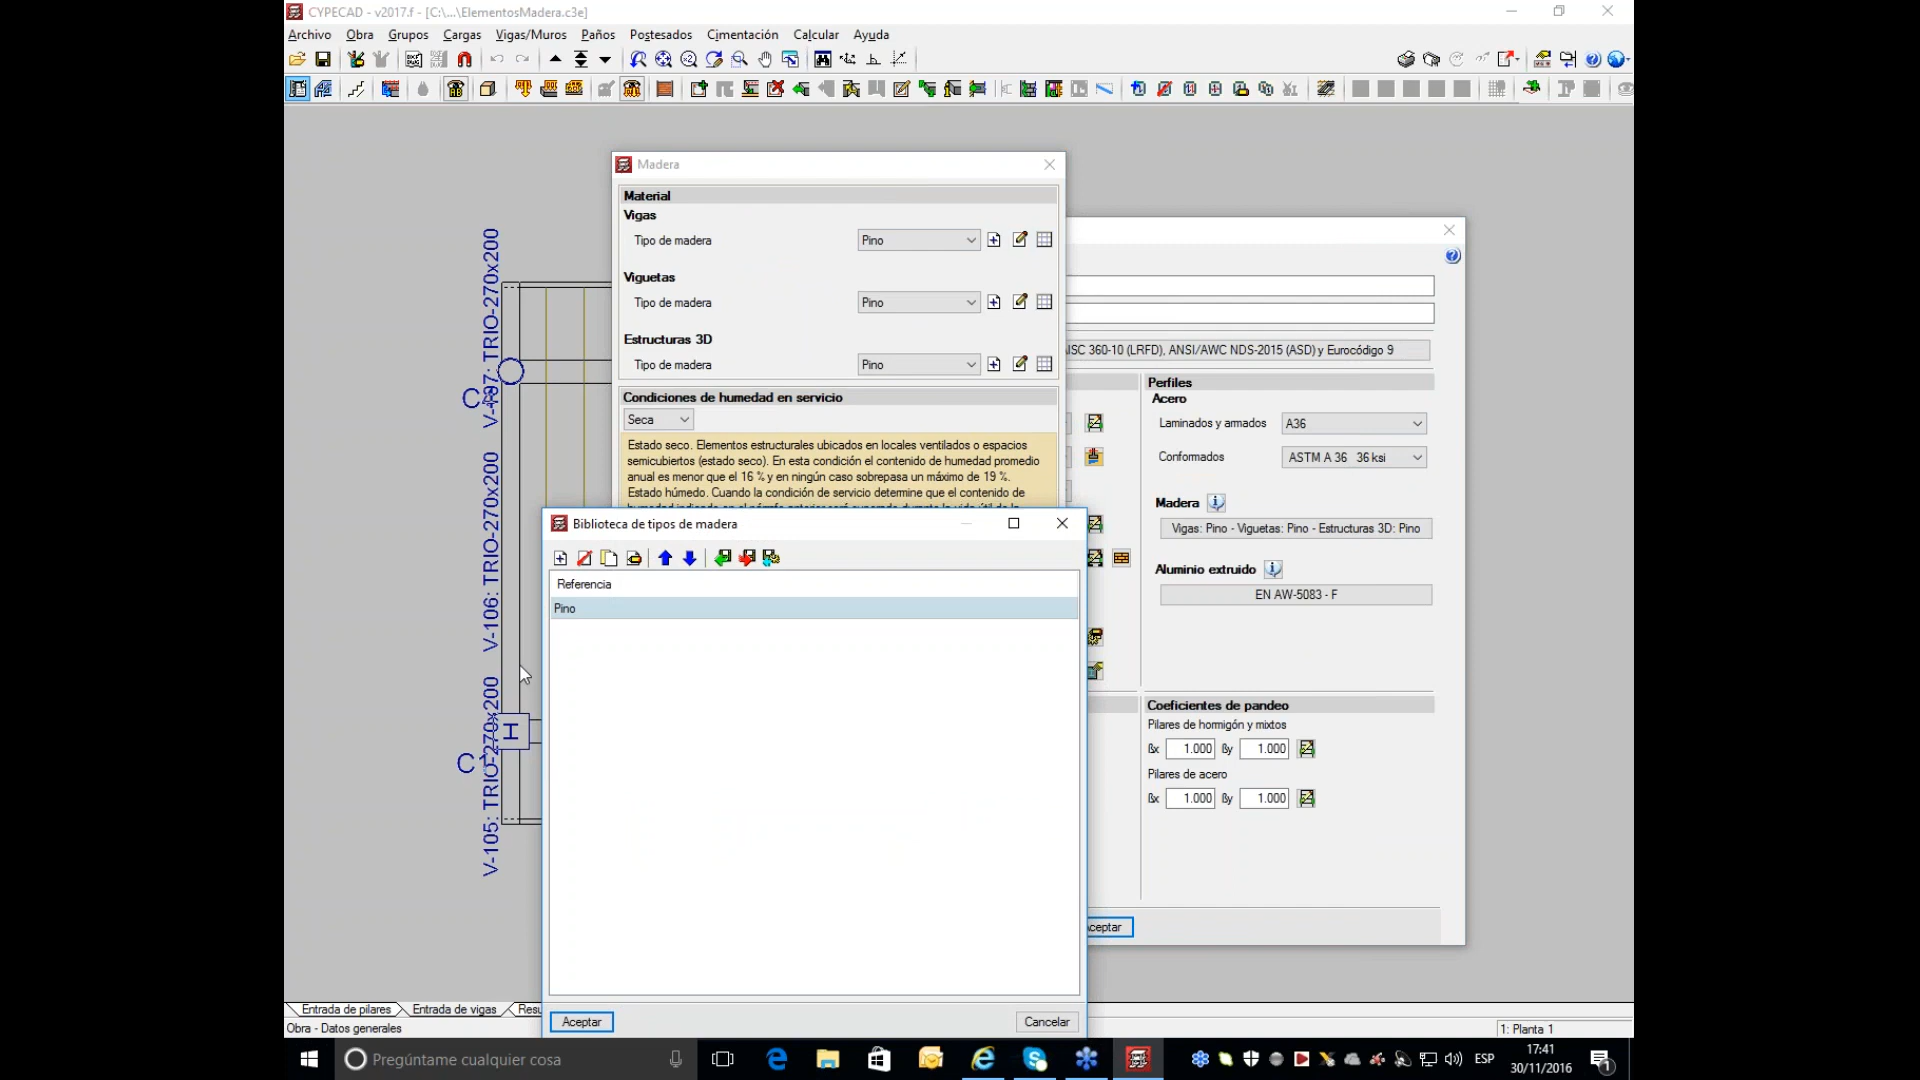 CYPECAD - v2017.f - [C:\...\ElementosMadera.c3e]
Archivo Obra Grupos Cargas Vigas/Muros Paños Postesados Cimentación Calcular Ayuda
Madera
Material
Vigas
Tipo de madera Pino
Viguetas
Tipo de madera Pino
Estructuras 3D
Tipo de madera Pino
Condiciones de humedad en servicio
Seca
Estado seco. Elementos estructurales ubicados en locales ventilados o espacios
semicubiertos (estado seco). En esta condición el contenido de humedad promedio
anual es menor que el 16 % y en ningún caso sobrepasa un máximo de 19 %.
Estado húmedo. Cuando la condición de servicio determine que el contenido de
ISC 360-10 (LRFD), ANSI/AWC NDS-2015 (ASD) y Eurocódigo 9
Perfiles
Acero
Laminados y armados A36
Conformados ASTM A 36 36 ksi
Madera
Vigas: Pino - Viguetas: Pino - Estructuras 3D: Pino
Aluminio extruido
EN AW-5083 - F
Coeficientes de pandeo
Pilares de hormigón y mixtos
ßx 1.000 ßy 1.000
Pilares de acero
ßx 1.000 ßy 1.000
Aceptar
Biblioteca de tipos de madera
Referencia
Pino
Aceptar Cancelar
V-107: TRIO-270x200
V-106: TRIO-270x200
V-105: TRIO-270x200
C1
Entrada de pilares Entrada de vigas Resu
Obra - Datos generales
1: Planta 1
Pregúntame cualquier cosa
ESP
17:41
30/11/2016
1